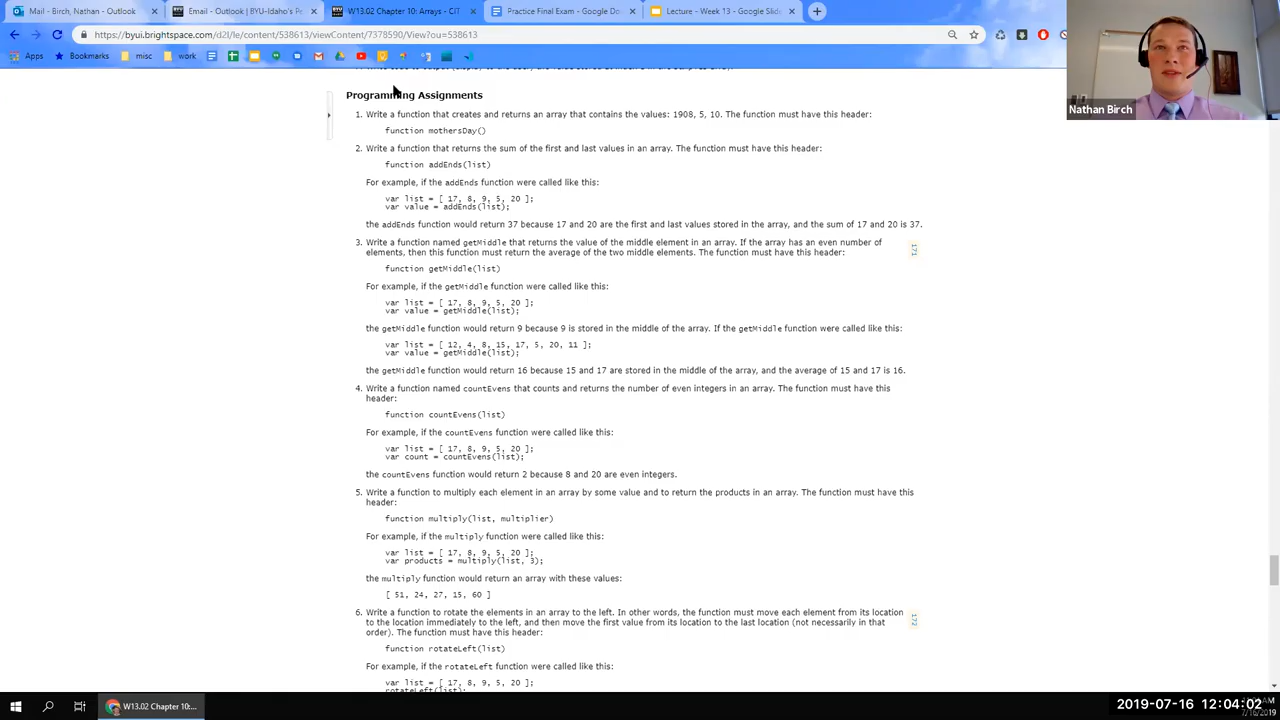 Mail - Birch, Nathan - Outlook
Email - Outlook | BYU-Idaho's Pe
W13.02 Chapter 10: Arrays - CIT
Practice Final Exam - Google Do
Lecture - Week 13 - Google Slide
https://byui.brightspace.com/d2l/le/content/538613/viewContent/7378590/View?ou=538613
Apps
Bookmarks
misc
work
Nathan Birch
Programming Assignments
1. Write a function that creates and returns an array that contains the values: 1908, 5, 10. The function must have this header:
function mothersDay()
2. Write a function that returns the sum of the first and last values in an array. The function must have this header:
function addEnds(list)
For example, if the addEnds function were called like this:
var list = [ 17, 8, 9, 5, 20 ];
var value = addEnds(list);
the addEnds function would return 37 because 17 and 20 are the first and last values stored in the array, and the sum of 17 and 20 is 37.
3. Write a function named getMiddle that returns the value of the middle element in an array. If the array has an even number of
elements, then this function must return the average of the two middle elements. The function must have this header:
171
function getMiddle(list)
For example, if the getMiddle function were called like this:
var list = [ 17, 8, 9, 5, 20 ];
var value = getMiddle(list);
the getMiddle function would return 9 because 9 is stored in the middle of the array. If the getMiddle function were called like this:
var list = [ 12, 4, 8, 15, 17, 5, 20, 11 ];
var value = getMiddle(list);
the getMiddle function would return 16 because 15 and 17 are stored in the middle of the array, and the average of 15 and 17 is 16.
4. Write a function named countEvens that counts and returns the number of even integers in an array. The function must have this
header:
function countEvens(list)
For example, if the countEvens function were called like this:
var list = [ 17, 8, 9, 5, 20 ];
var count = countEvens(list);
the countEvens function would return 2 because 8 and 20 are even integers.
5. Write a function to multiply each element in an array by some value and to return the products in an array. The function must have this
header:
function multiply(list, multiplier)
For example, if the multiply function were called like this:
var list = [ 17, 8, 9, 5, 20 ];
var products = multiply(list, 3);
the multiply function would return an array with these values:
[ 51, 24, 27, 15, 60 ]
6. Write a function to rotate the elements in an array to the left. In other words, the function must move each element from its location
to the location immediately to the left, and then move the first value from its location to the last location (not necessarily in that
order). The function must have this header:
172
function rotateLeft(list)
For example, if the rotateLeft function were called like this:
var list = [ 17, 8, 9, 5, 20 ];
rotateLeft(list);
W13.02 Chapter 10:...
2019-07-16 12:04:02
7/16/2019